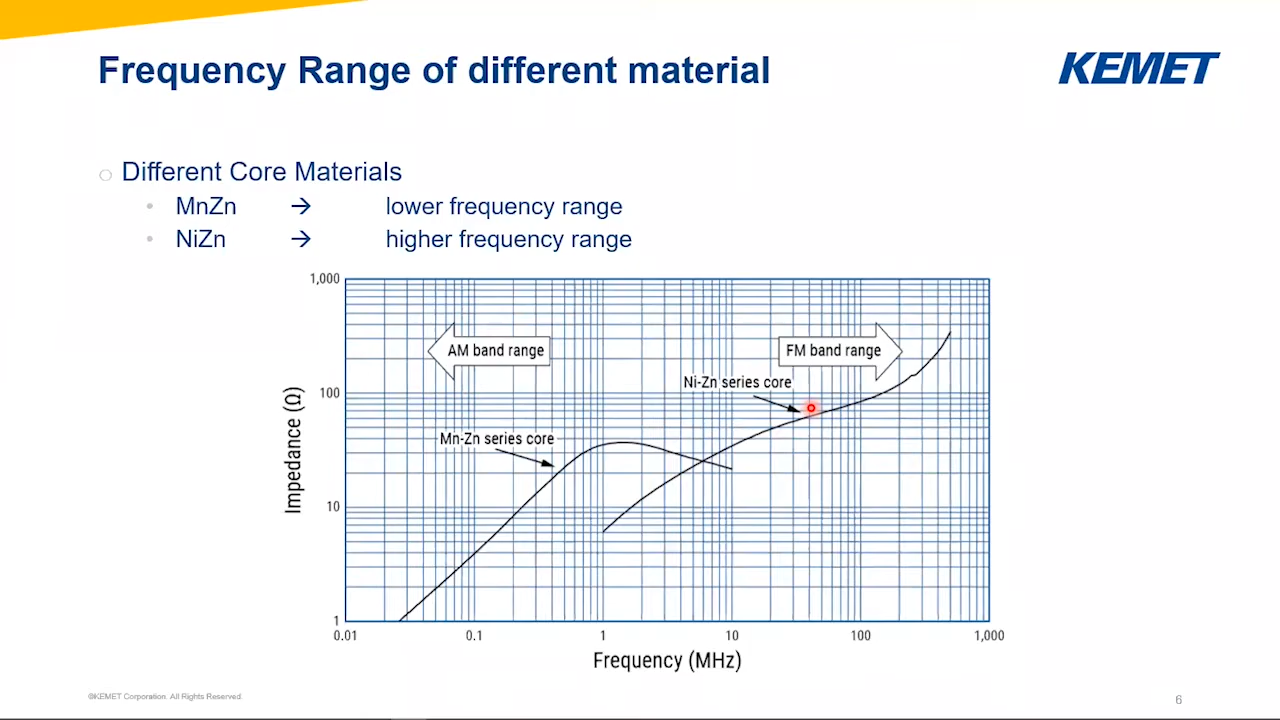 Frequency Range of different material
KEMET
Different Core Materials
MnZn → lower frequency range
NiZn → higher frequency range
1,000
AM band range
FM band range
Ni-Zn series core
100
Mn-Zn series core
Impedance (Ω)
10
1
0.01 0.1 1 10 100 1,000
Frequency (MHz)
©KEMET Corporation. All Rights Reserved.
6